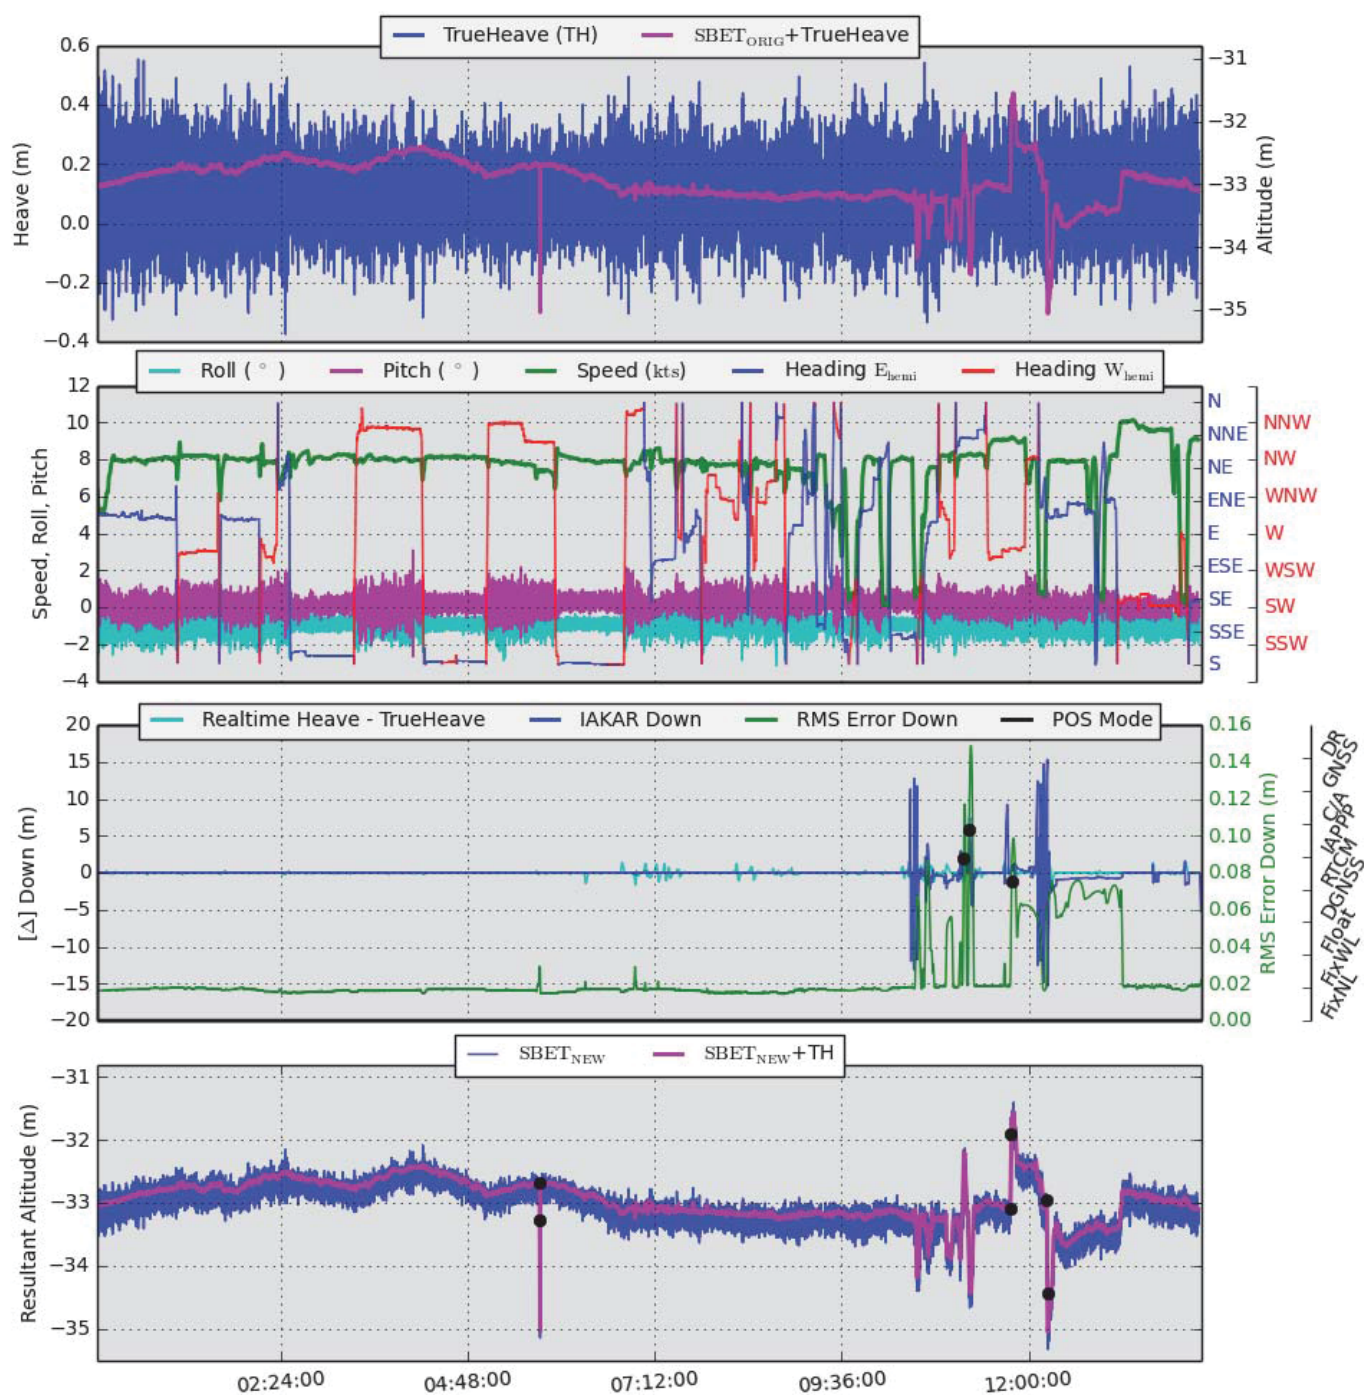 TrueHeave (TH) SBET_ORIG+TrueHeave
0.6
0.4
0.2
0.0
−0.2
−0.4
Heave (m)
−31
−32
−33
−34
−35
Altitude (m)
Roll ( ° ) Pitch ( ° ) Speed (kts) Heading E_hemi Heading W_hemi
12
10
8
6
4
2
0
−2
−4
Speed, Roll, Pitch
N
NNE
NE
ENE
E
ESE
SE
SSE
S
NNW
NW
WNW
W
WSW
SW
SSW
Realtime Heave - TrueHeave IAKAR Down RMS Error Down POS Mode
20
15
10
5
0
−5
−10
−15
−20
[Δ] Down (m)
0.16
0.14
0.12
0.10
0.08
0.06
0.04
0.02
0.00
RMS Error Down (m)
DR
GNSS
C/A
IAPPP
RTCM
DGNSS
Float
FixWL
FixNL
SBET_NEW SBET_NEW+TH
−31
−32
−33
−34
−35
Resultant Altitude (m)
02:24:00 04:48:00 07:12:00 09:36:00 12:00:00